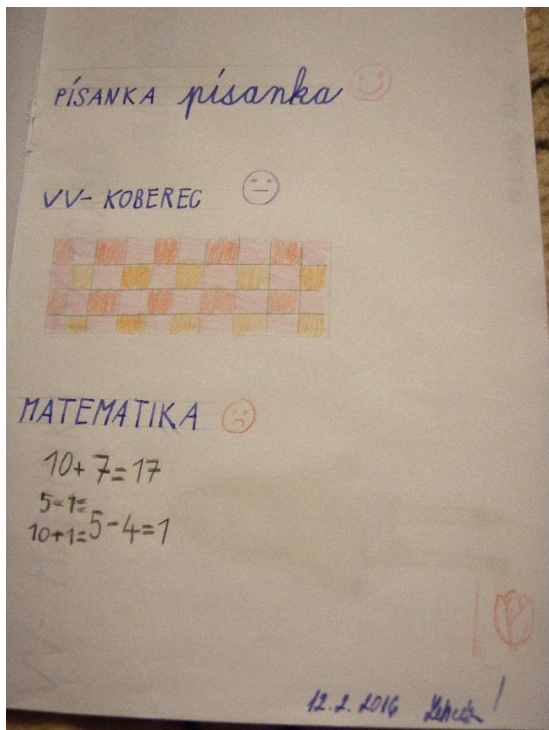 PÍSANKA písanka
VV- KOBEREC
MATEMATIKA
10+7=17
5-1=
10+1=
5-4=1
12.2.2016